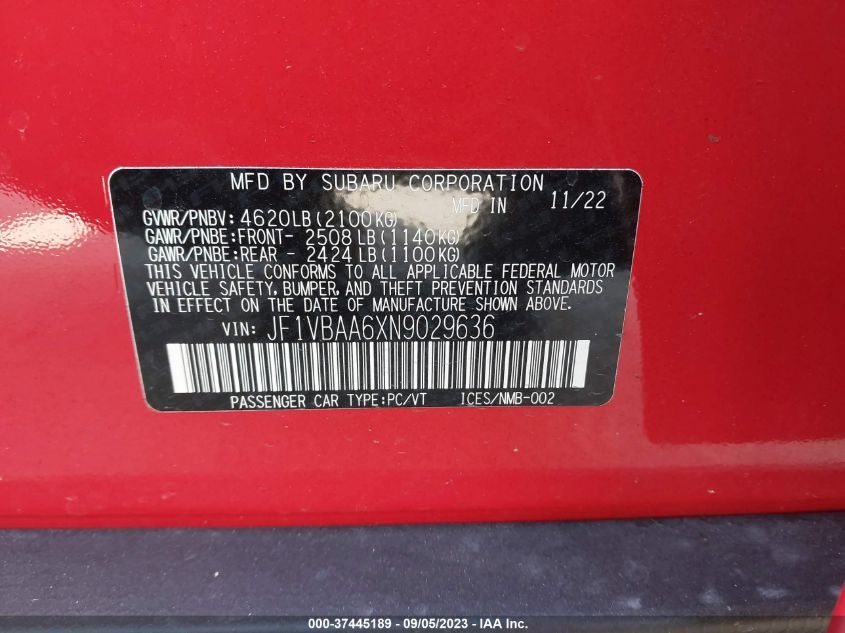 MFD BY SUBARU CORPORATION
MFD IN 11/22
GVWR/PNBV: 4620LB(2100KG)
GAWR/PNBE:FRONT- 2508LB(1140KG)
GAWR/PNBE:REAR - 2424LB(1100KG)
THIS VEHICLE CONFORMS TO ALL APPLICABLE FEDERAL MOTOR
VEHICLE SAFETY, BUMPER, AND THEFT PREVENTION STANDARDS
IN EFFECT ON THE DATE OF MANUFACTURE SHOWN ABOVE.
VIN: JF1VBAA6XN9029636
PASSENGER CAR TYPE:PC/VT ICES/NMB-002
000-37445189 - 09/05/2023 - IAA Inc.